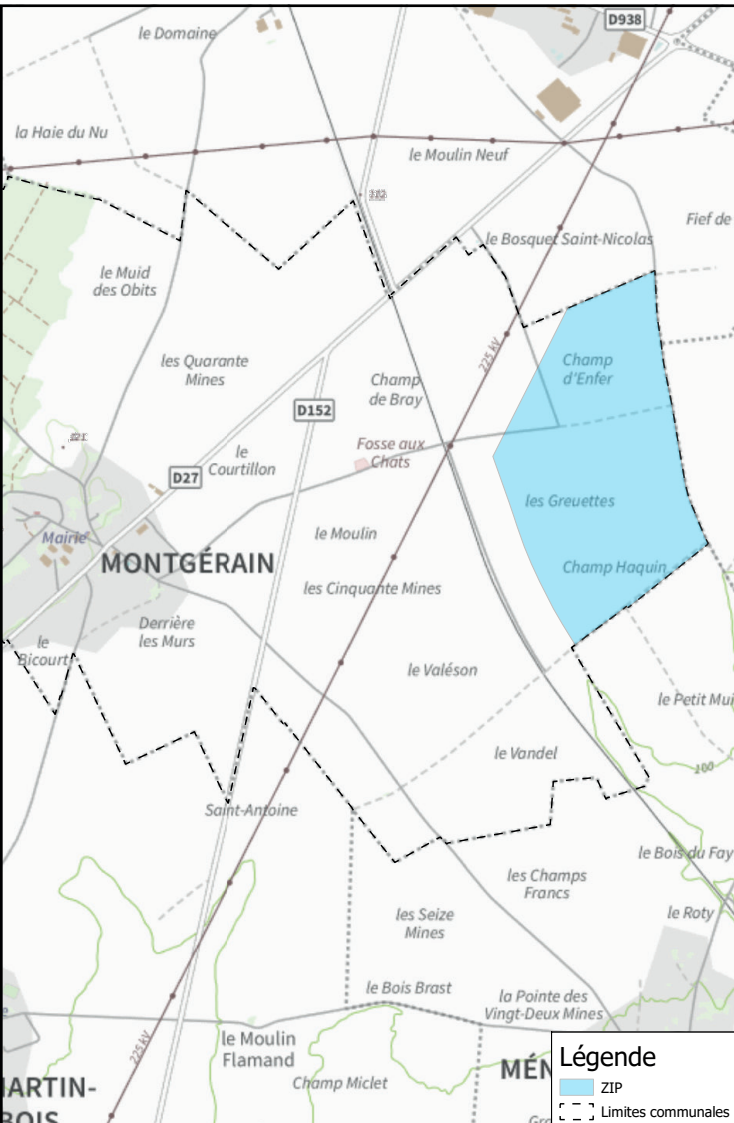 D938
le Domaine
la Haie du Nu
le Moulin Neuf
le Bosquet Saint-Nicolas
Fief de
le Muid
des Obits
les Quarante
Mines
225 kV
Champ
d'Enfer
Champ
de Bray
D152
Fosse aux
Chats
le
Courtillon
D27
les Greuettes
le Moulin
Mairie
MONTGÉRAIN
Champ Haquin
les Cinquante Mines
Derrière
les Murs
le
Bicourt
le Valéson
le Petit Mui
le Vandel
100
Saint-Antoine
le Bois du Fay
les Champs
Francs
les Seize
Mines
le Roty
le Bois Brast
la Pointe des
Vingt-Deux Mines
225 kV
le Moulin
Flamand
Champ Miclet
MÉN
ARTIN-
BOIS
Légende
ZIP
Limites communales